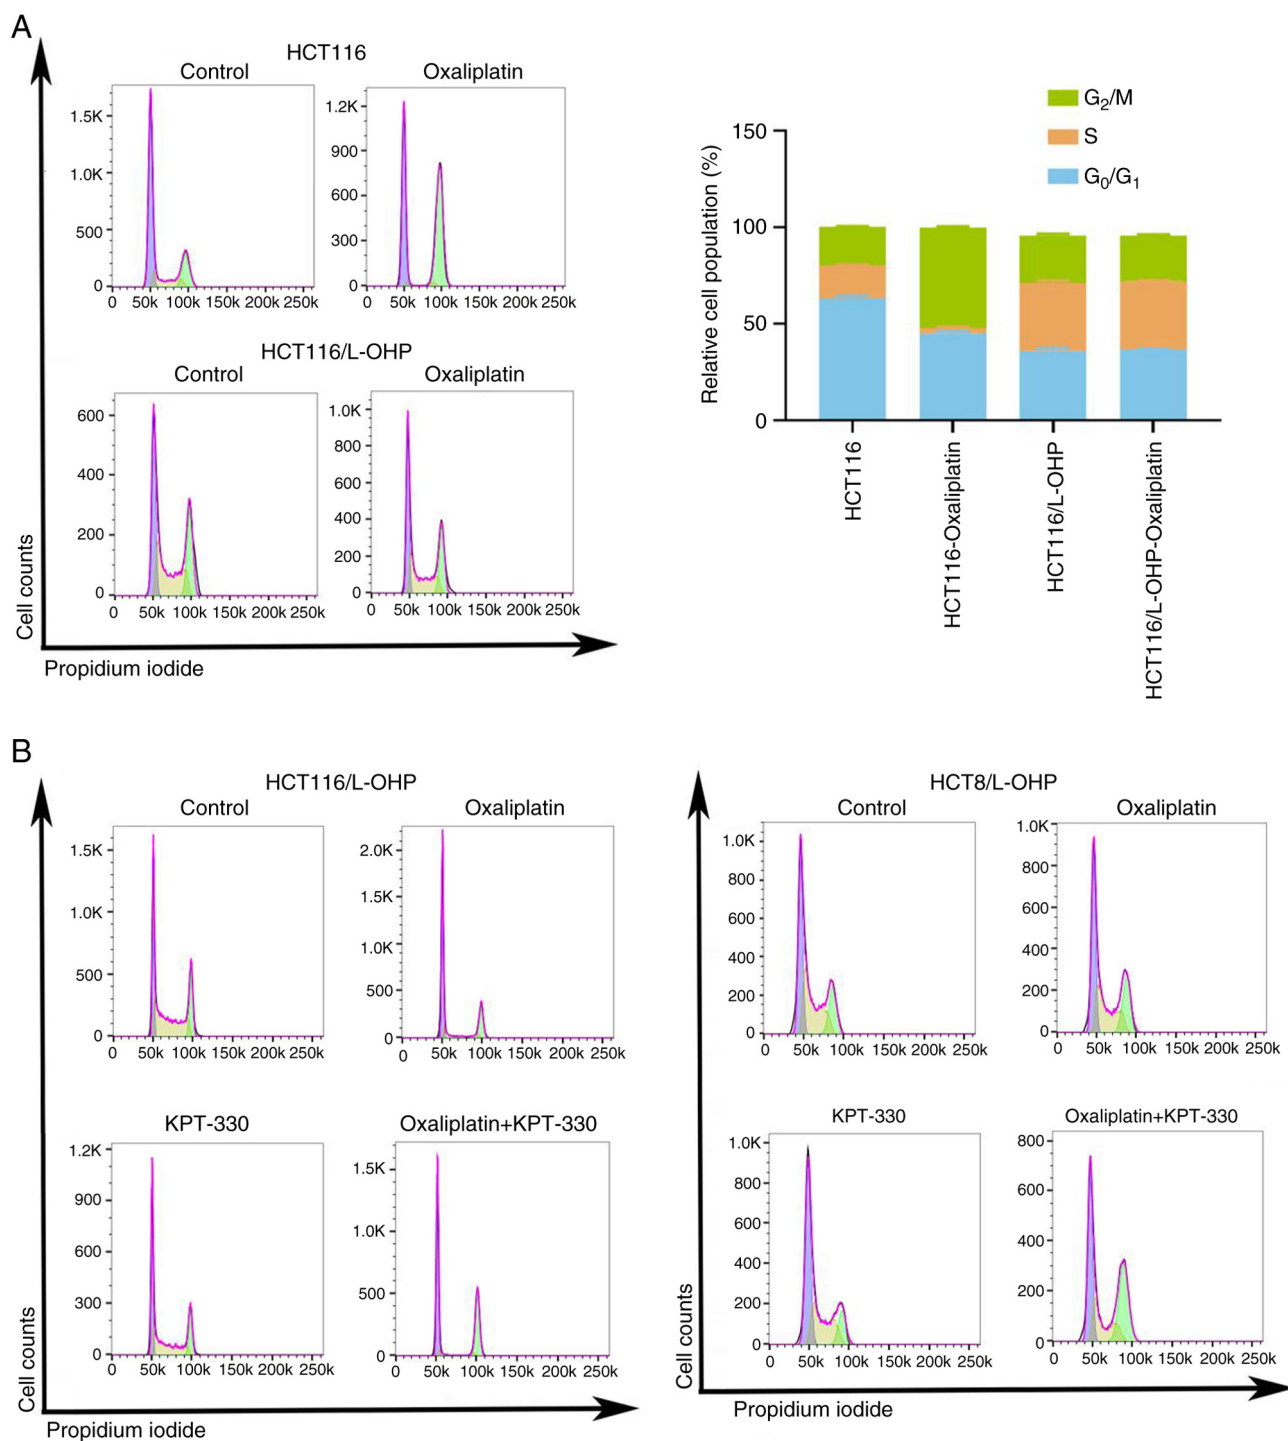 A
HCT116
Control
Oxaliplatin
1.5K
1.0K
500
0
0 50k 100k 150k 200k 250k
1.2K
900
600
300
0
0 50k 100k 150k 200k 250k
HCT116/L-OHP
Control
Oxaliplatin
600
400
200
0
0 50k 100k 150k 200k 250k
1.0K
800
600
400
200
0
0 50k 100k 150k 200k 250k
Cell counts
Propidium iodide
G2/M
S
G0/G1
Relative cell population (%)
150
100
50
0
HCT116
HCT116-Oxaliplatin
HCT116/L-OHP
HCT116/L-OHP-Oxaliplatin
B
HCT116/L-OHP
Control
Oxaliplatin
1.5K
1.0K
500
0
0 50k 100k 150k 200k 250k
2.0K
1.5K
1.0K
500
0
0 50k 100k 150k 200k 250k
KPT-330
Oxaliplatin+KPT-330
1.2K
900
600
300
0
0 50k 100k 150k 200k 250k
1.5K
1.0K
500
0
0 50k 100k 150k 200k 250k
Cell counts
Propidium iodide
HCT8/L-OHP
Control
Oxaliplatin
1.0K
800
600
400
200
0
0 50k 100k 150k 200k 250k
1.0K
800
600
400
200
0
0 50k 100k 150k 200k 250k
KPT-330
Oxaliplatin+KPT-330
1.0K
800
600
400
200
0
0 50k 100k 150k 200k 250k
800
600
400
200
0
0 50k 100k 150k 200k 250k
Cell counts
Propidium iodide